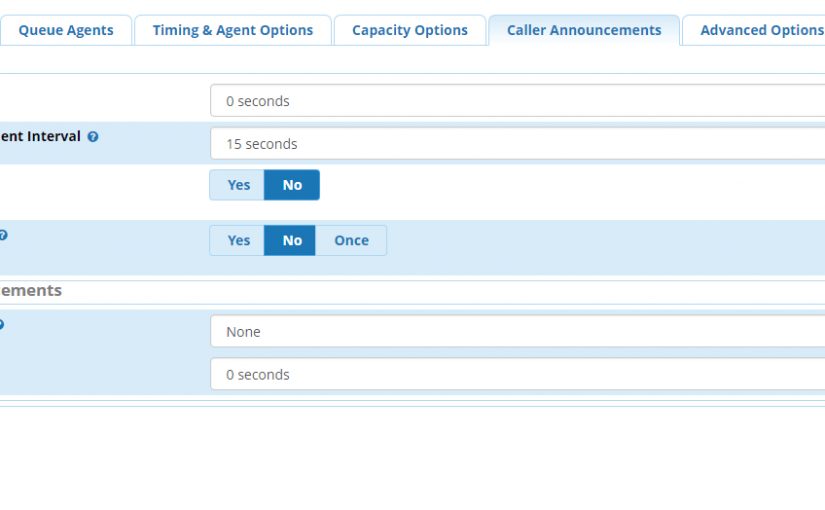 Queue Agents Timing & Agent Options Capacity Options Caller Announcements Advanced Options
0 seconds
ent Interval ? 15 seconds
Yes No
? Yes No Once
ements
? None
0 seconds